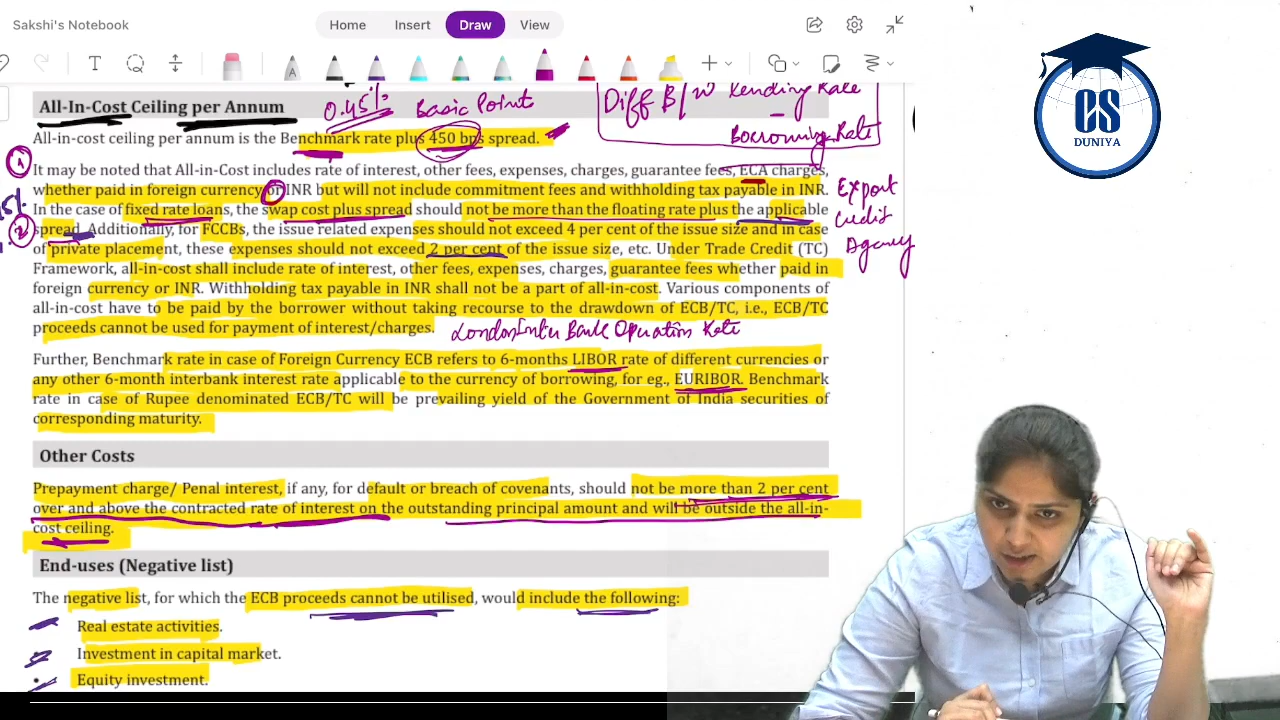 Sakshi's Notebook
Home Insert Draw View
All-In-Cost Ceiling per Annum
0.45% Basic Point
Diff B/w Lending Rate
Borrowing Rate
All-in-cost ceiling per annum is the Benchmark rate plus 450 bps spread.
1
It may be noted that All-in-Cost includes rate of interest, other fees, expenses, charges, guarantee fees, ECA charges,
whether paid in foreign currency or INR but will not include commitment fees and withholding tax payable in INR.
In the case of fixed rate loans, the swap cost plus spread should not be more than the floating rate plus the applicable
2
spread. Additionally, for FCCBs, the issue related expenses should not exceed 4 per cent of the issue size and in case
of private placement, these expenses should not exceed 2 per cent of the issue size, etc. Under Trade Credit (TC)
Export
Credit
Agency
Framework, all-in-cost shall include rate of interest, other fees, expenses, charges, guarantee fees whether paid in
foreign currency or INR. Withholding tax payable in INR shall not be a part of all-in-cost. Various components of
all-in-cost have to be paid by the borrower without taking recourse to the drawdown of ECB/TC, i.e., ECB/TC
proceeds cannot be used for payment of interest/charges.
London Inter Bank Operation Rate
Further, Benchmark rate in case of Foreign Currency ECB refers to 6-months LIBOR rate of different currencies or
any other 6-month interbank interest rate applicable to the currency of borrowing, for eg., EURIBOR. Benchmark
rate in case of Rupee denominated ECB/TC will be prevailing yield of the Government of India securities of
corresponding maturity.
Other Costs
Prepayment charge/ Penal interest, if any, for default or breach of covenants, should not be more than 2 per cent
over and above the contracted rate of interest on the outstanding principal amount and will be outside the all-in-
cost ceiling.
End-uses (Negative list)
The negative list, for which the ECB proceeds cannot be utilised, would include the following:
Real estate activities.
Investment in capital market.
• Equity investment.
CS
DUNIYA